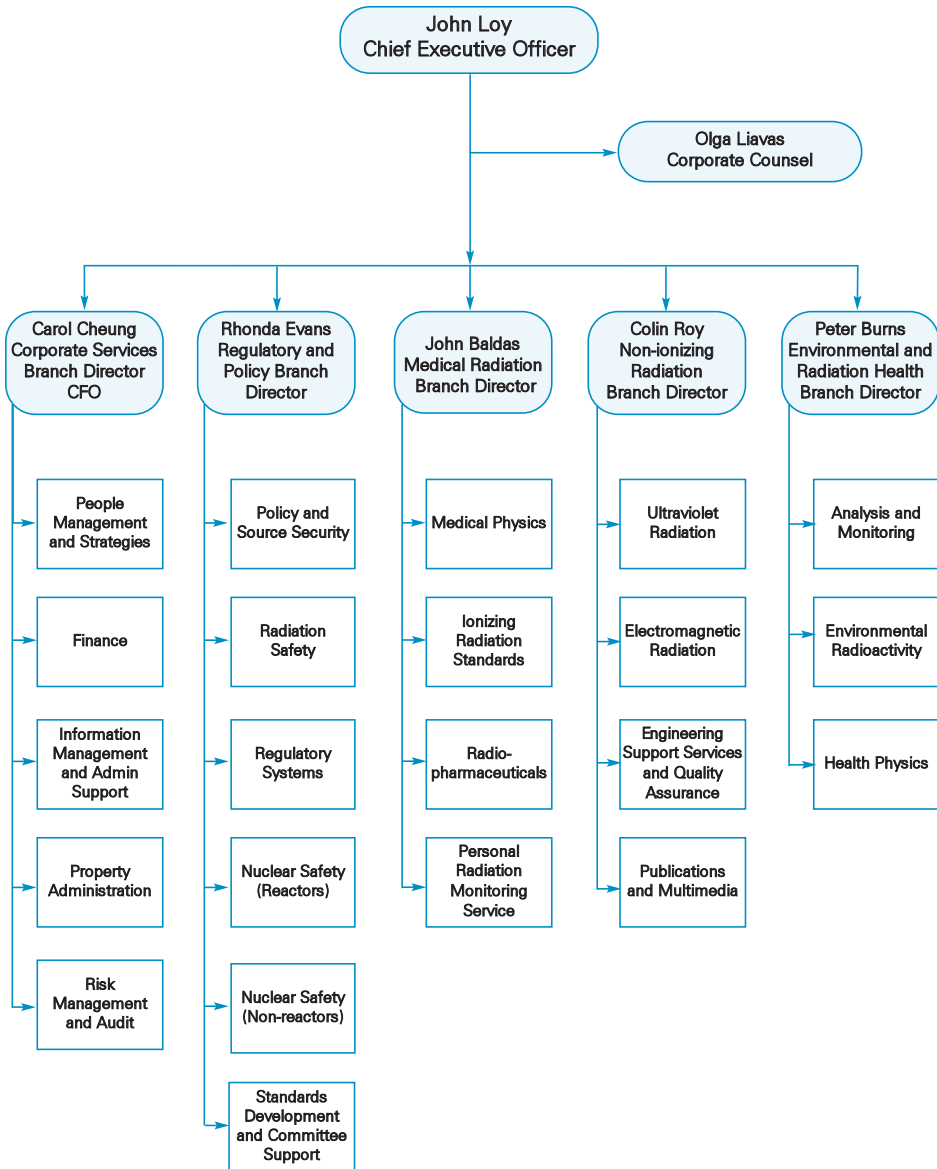 John Loy
Chief Executive Officer
Olga Liavas
Corporate Counsel
Carol Cheung
Corporate Services
Branch Director
CFO
Rhonda Evans
Regulatory and
Policy Branch
Director
John Baldas
Medical Radiation
Branch Director
Colin Roy
Non-ionizing
Radiation
Branch Director
Peter Burns
Environmental and
Radiation Health
Branch Director
People
Management
and Strategies
Finance
Information
Management
and Admin
Support
Property
Administration
Risk
Management
and Audit
Policy and
Source Security
Radiation
Safety
Regulatory
Systems
Nuclear Safety
(Reactors)
Nuclear Safety
(Non-reactors)
Standards
Development
and Committee
Support
Medical Physics
Ionizing
Radiation
Standards
Radio-
pharmaceuticals
Personal
Radiation
Monitoring
Service
Ultraviolet
Radiation
Electromagnetic
Radiation
Engineering
Support Services
and Quality
Assurance
Publications
and Multimedia
Analysis and
Monitoring
Environmental
Radioactivity
Health Physics